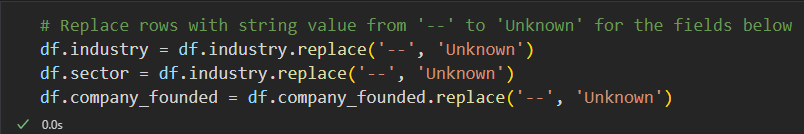 # Replace rows with string value from '--' to 'Unknown' for the fields below
df.industry = df.industry.replace('--', 'Unknown')
df.sector = df.industry.replace('--', 'Unknown')
df.company_founded = df.company_founded.replace('--', 'Unknown')
0.0s